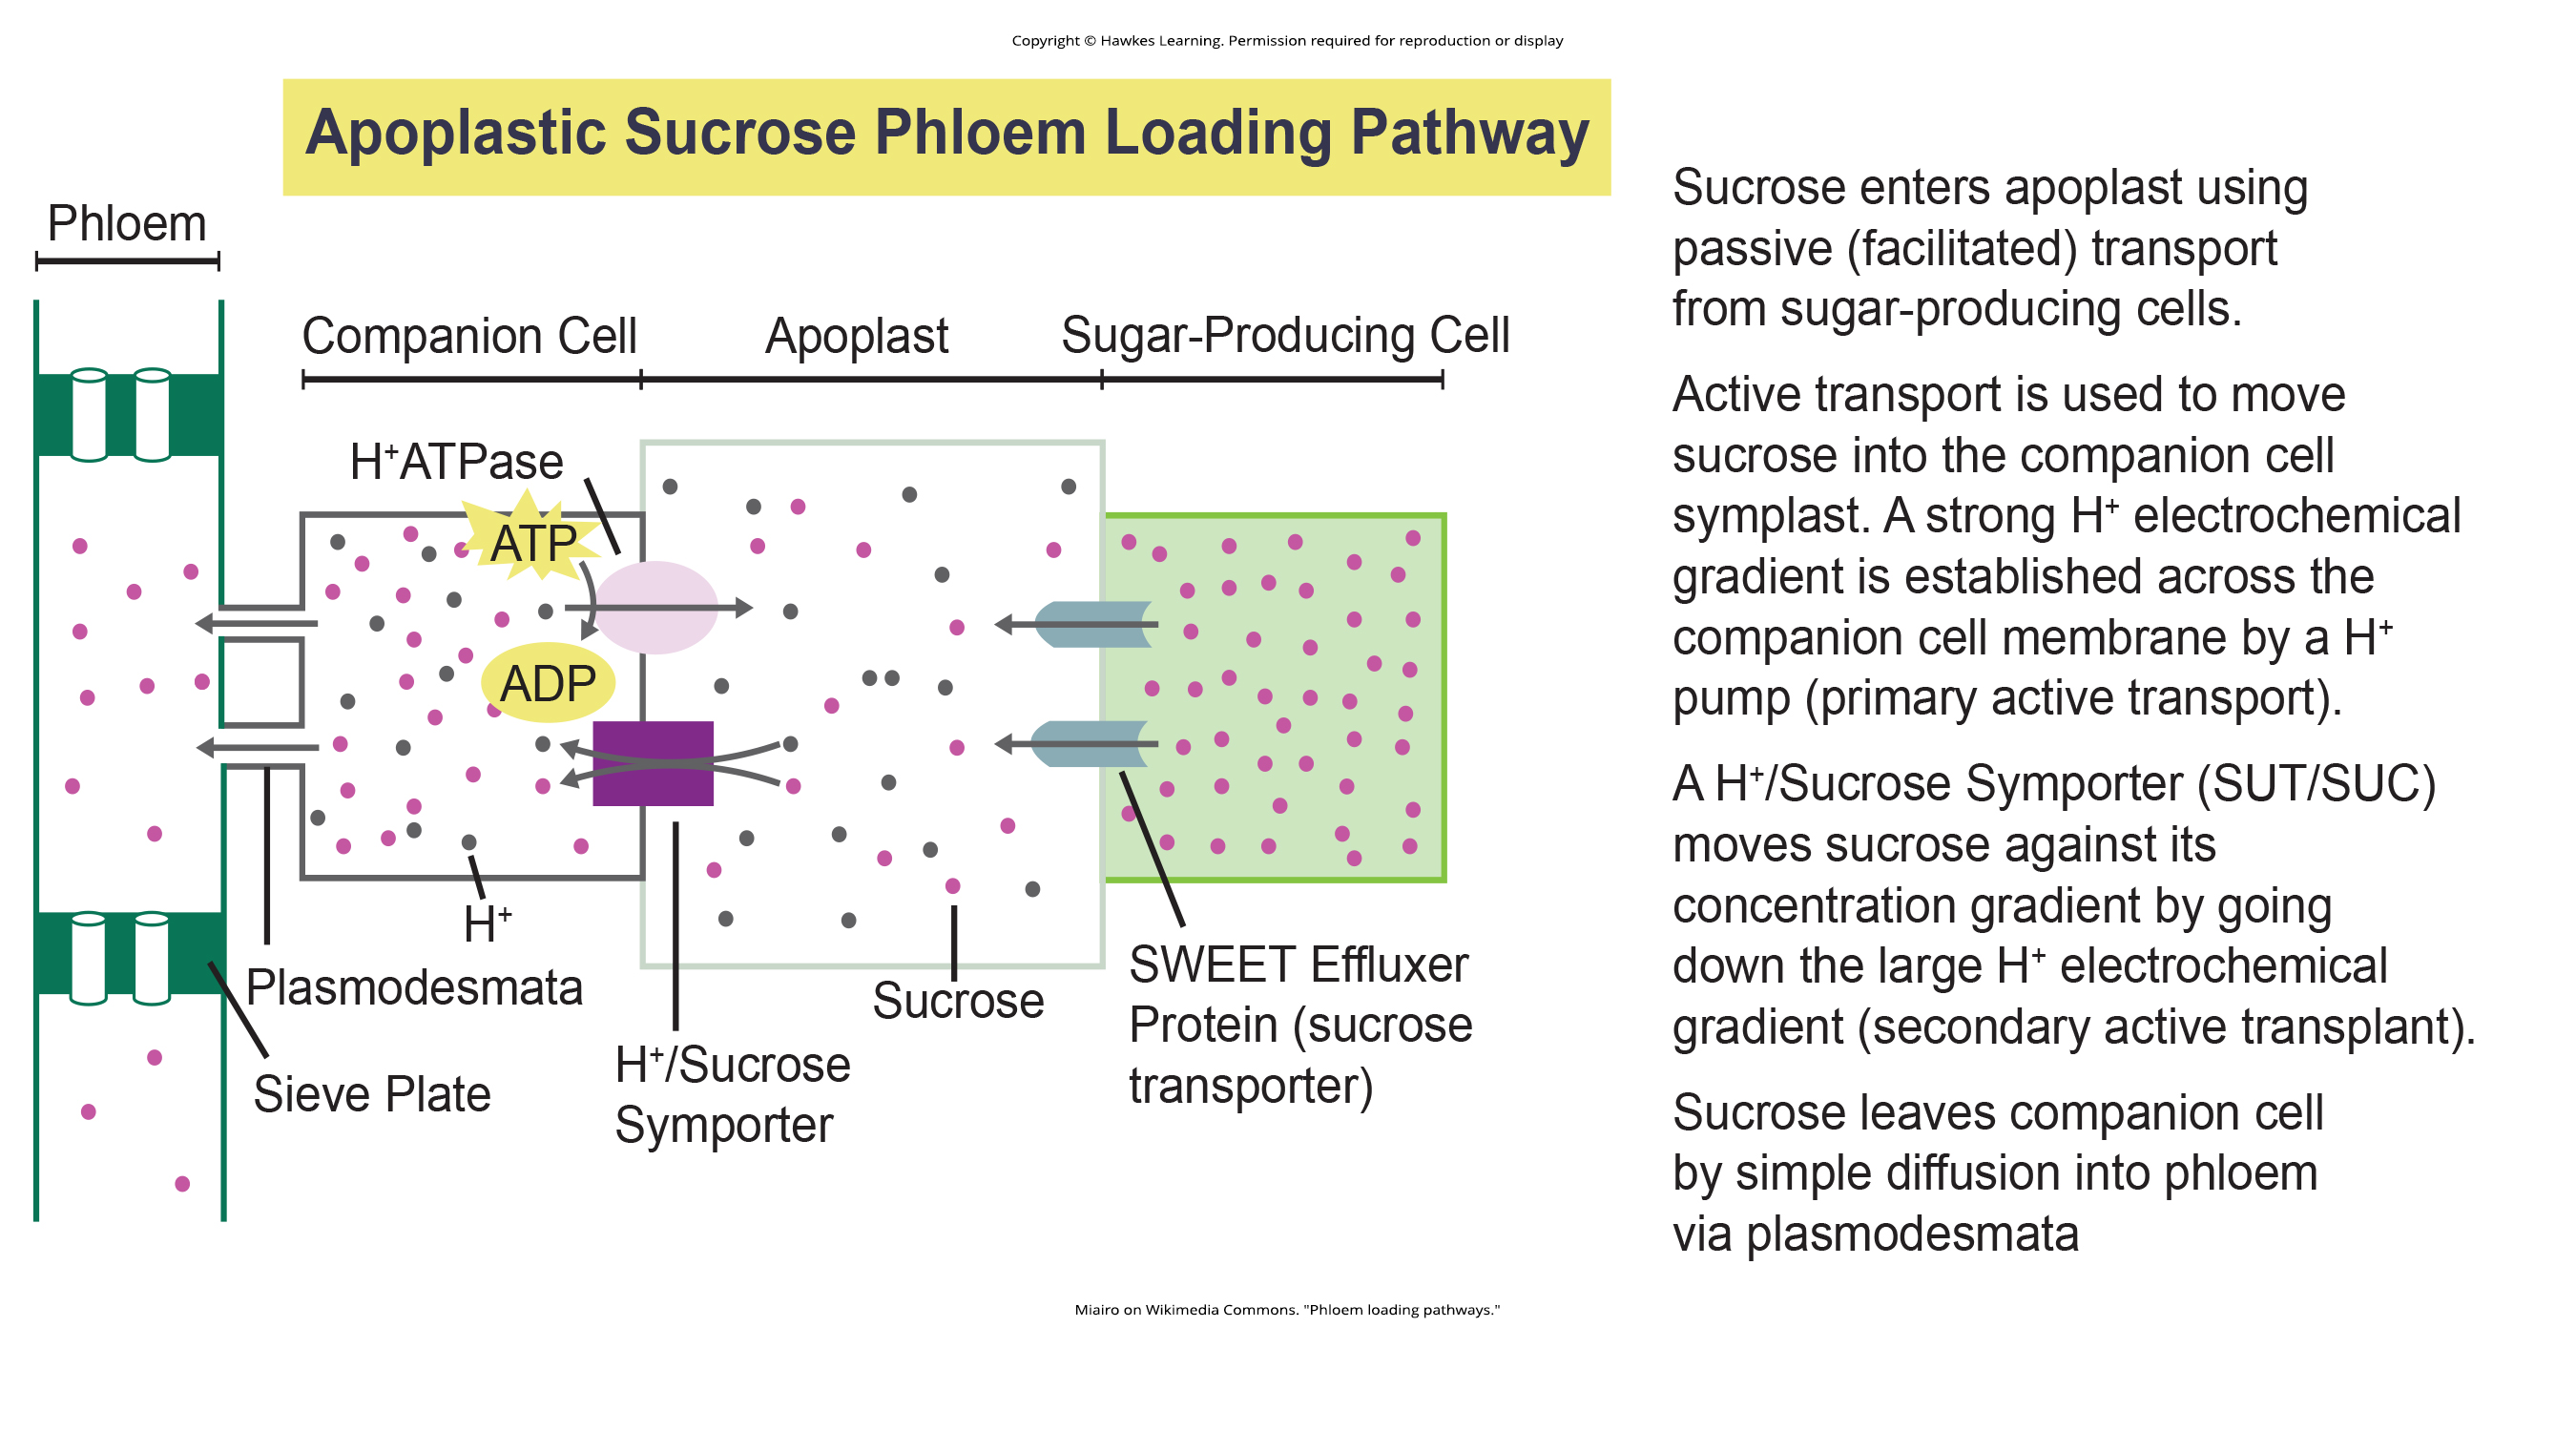 Copyright © Hawkes Learning. Permission required for reproduction or display
Apoplastic Sucrose Phloem Loading Pathway
Phloem
Companion Cell
Apoplast
Sugar-Producing Cell
H⁺ATPase
ATP
ADP
H⁺
Plasmodesmata
Sieve Plate
H⁺/Sucrose
Symporter
Sucrose
SWEET Effluxer
Protein (sucrose
transporter)
Sucrose enters apoplast using
passive (facilitated) transport
from sugar-producing cells.
Active transport is used to move
sucrose into the companion cell
symplast. A strong H⁺ electrochemical
gradient is established across the
companion cell membrane by a H⁺
pump (primary active transport).
A H⁺/Sucrose Symporter (SUT/SUC)
moves sucrose against its
concentration gradient by going
down the large H⁺ electrochemical
gradient (secondary active transplant).
Sucrose leaves companion cell
by simple diffusion into phloem
via plasmodesmata
Miairo on Wikimedia Commons. "Phloem loading pathways."